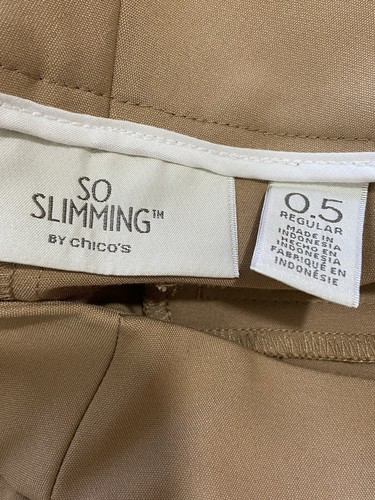 SO
SLIMMING™
BY chico's
0.5
REGULAR
MADE IN
INDONESIA
HECHO EN
INDONESIA
FABRIQUÉ EN
INDONÉSIE